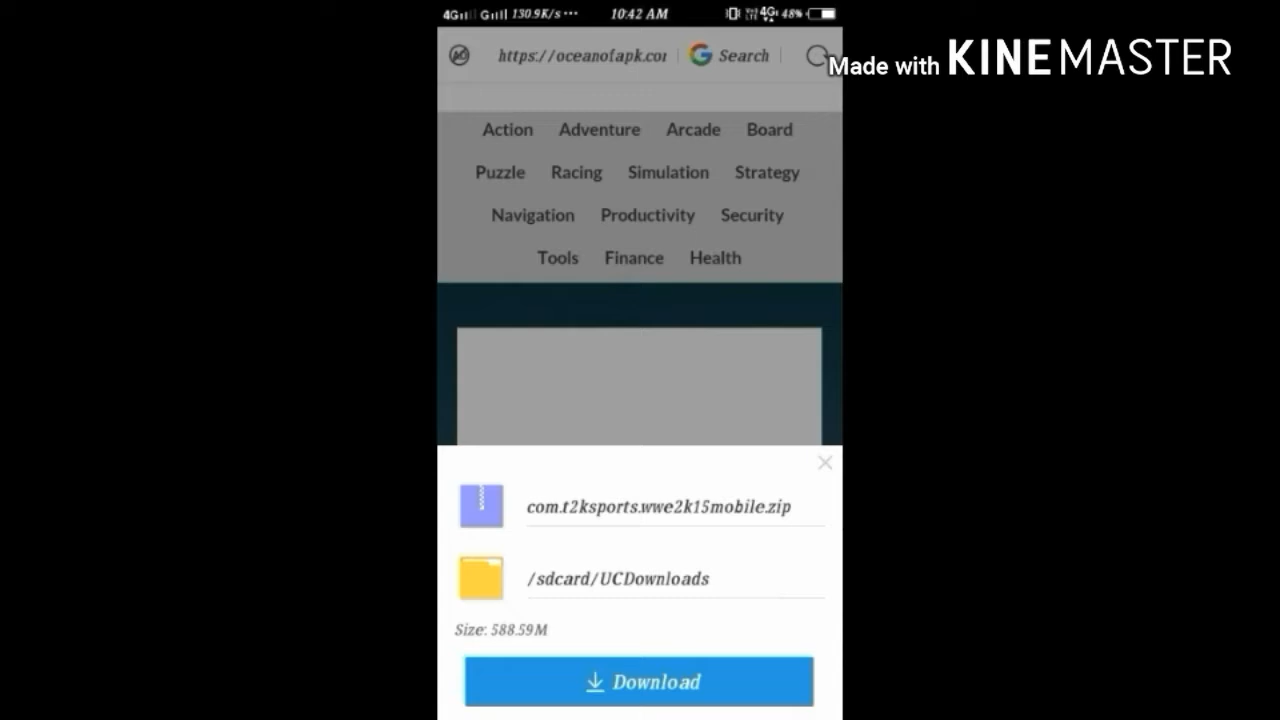 4G G 130.9K/s ••• 10:42 AM 4G 48%
https://oceanofapk.cor Search
Made with KINEMASTER
Action Adventure Arcade Board
Puzzle Racing Simulation Strategy
Navigation Productivity Security
Tools Finance Health
com.t2ksports.wwe2k15mobile.zip
/sdcard/UCDownloads
Size: 588.59M
Download